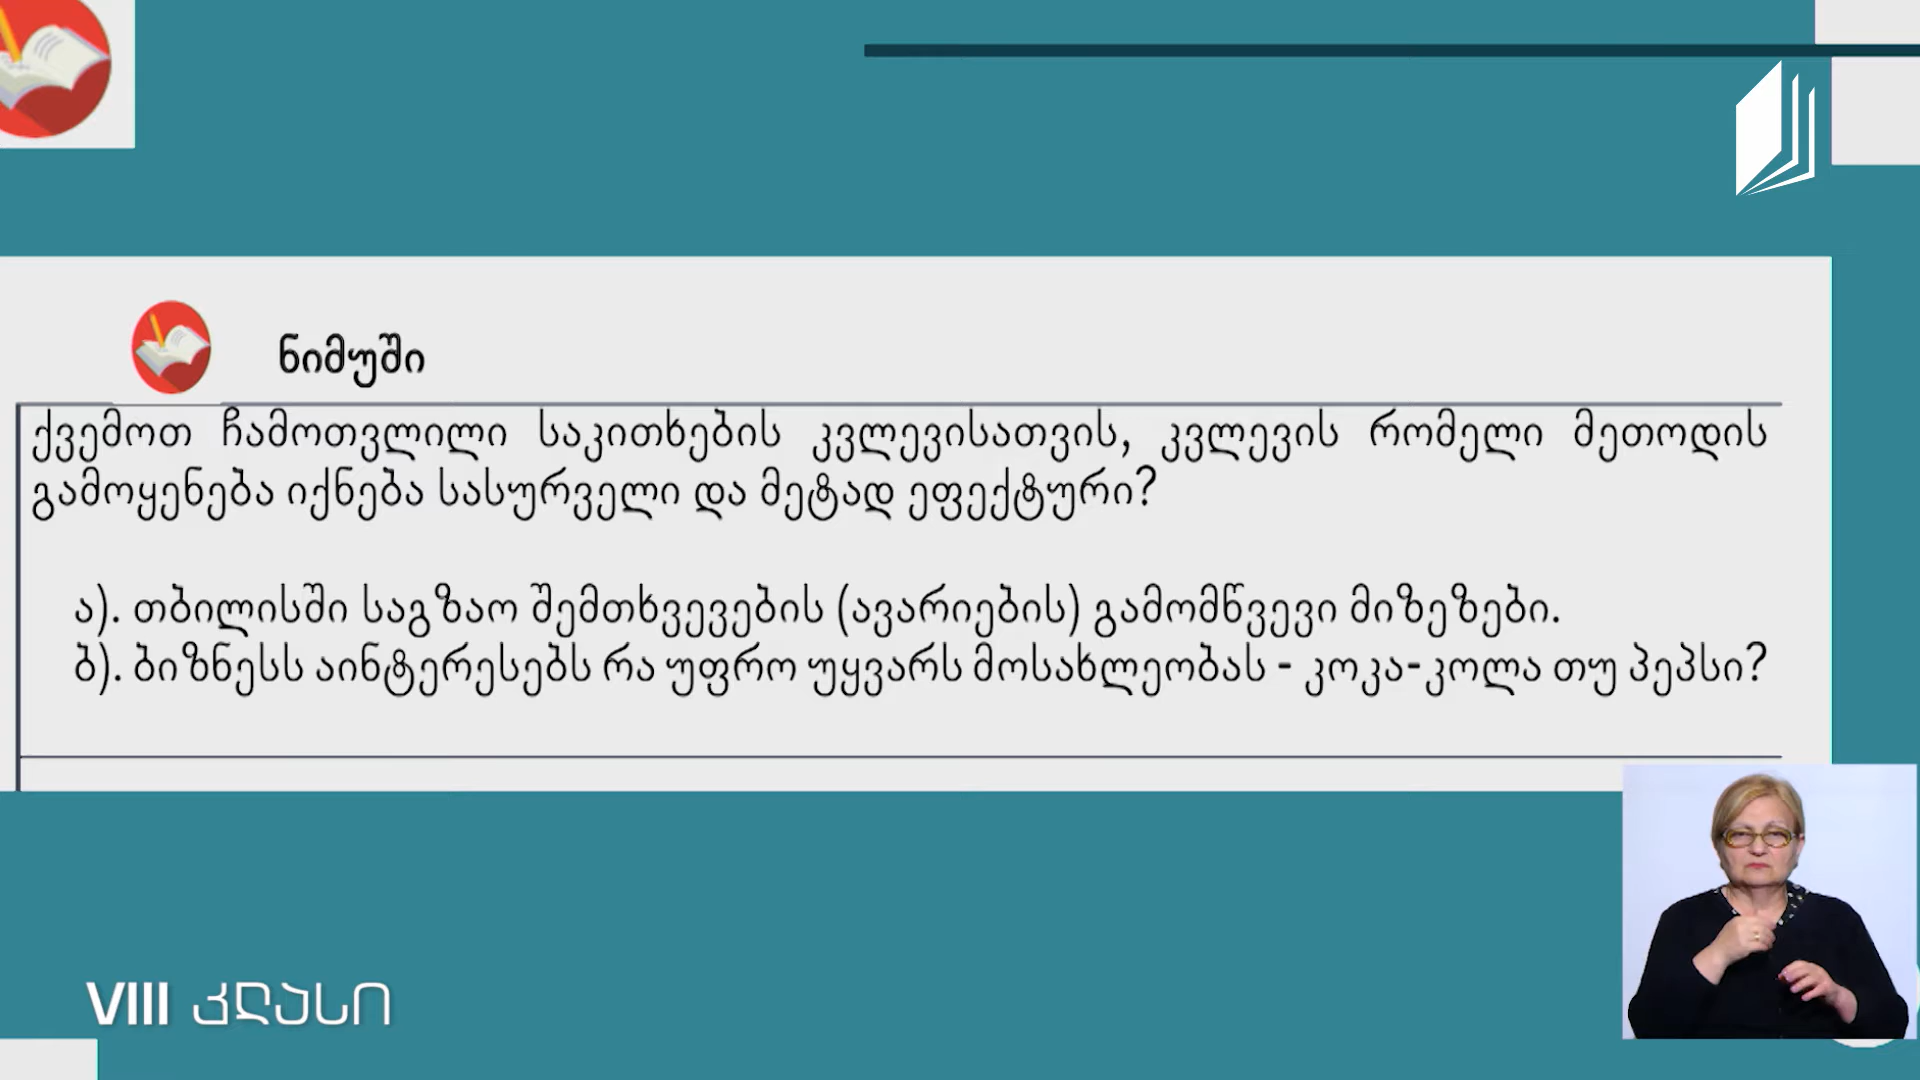 ნიმუში
ქვემოთ ჩამოთვლილი საკითხების კვლევისათვის, კვლევის რომელი მეთოდის
გამოყენება იქნება სასურველი და მეტად ეფექტური?
ა). თბილისში საგზაო შემთხვევების (ავარიების) გამომწვევი მიზეზები.
ბ). ბიზნესს აინტერესებს რა უფრო უყვარს მოსახლეობას - კოკა-კოლა თუ პეპსი?
VIII კლასი